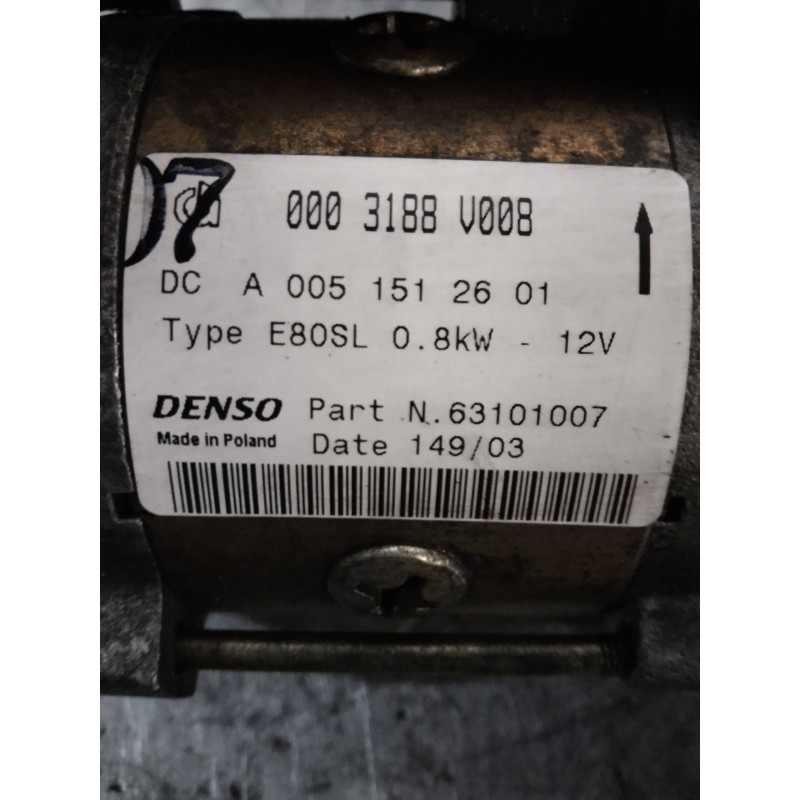 07
000 3188 V008
DC A 005 151 26 01
Type E80SL 0.8kW - 12V
DENSO Part N.63101007
Made in Poland Date 149/03